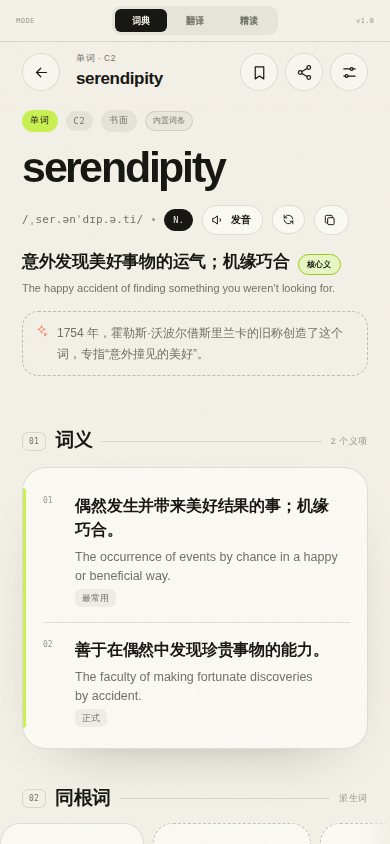 MODE 词典 翻译 精读 v1.0
单词 · C2
serendipity
单词 C2 书面 内置词条
serendipity
/ˌser.ənˈdɪp.ə.ti/ • N. 发音
意外发现美好事物的运气；机缘巧合 核心义
The happy accident of finding something you weren't looking for.
1754 年，霍勒斯·沃波尔借斯里兰卡的旧称创造了这个
词，专指“意外撞见的美好”。
01 词义 2 个义项
01 偶然发生并带来美好结果的事；机缘
巧合。
The occurrence of events by chance in a happy
or beneficial way.
最常用
02 善于在偶然中发现珍贵事物的能力。
The faculty of making fortunate discoveries
by accident.
正式
02 同根词 派生词